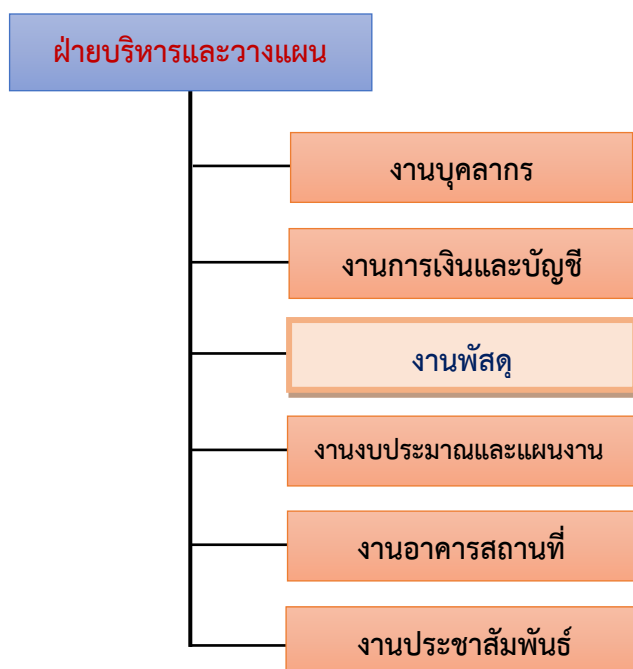 ฝ่ายบริหารและวางแผน
งานบุคลากร
งานการเงินและบัญชี
งานพัสดุ
งานงบประมาณและแผนงาน
งานอาคารสถานที่
งานประชาสัมพันธ์